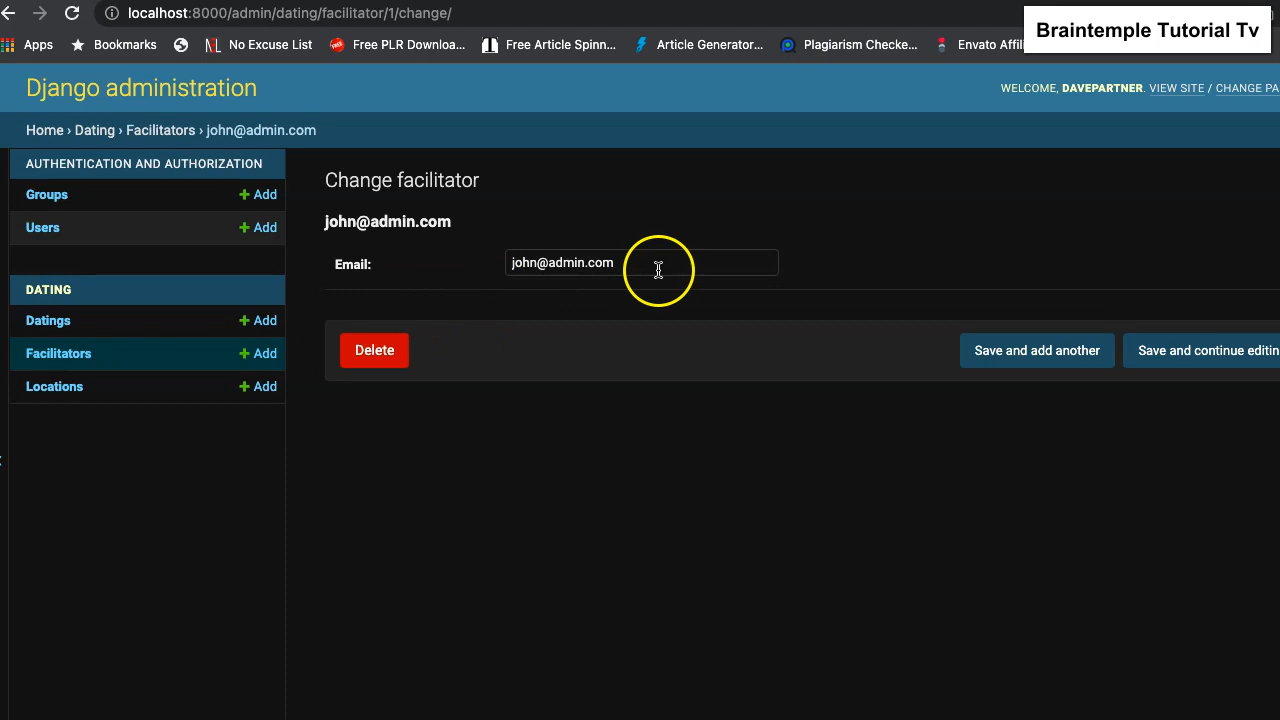 localhost:8000/admin/dating/facilitator/1/change/
Braintemple Tutorial Tv
Apps Bookmarks No Excuse List Free PLR Downloa... Free Article Spinn... Article Generator... Plagiarism Checke... Envato Affili
Django administration
WELCOME, DAVEPARTNER. VIEW SITE / CHANGE PA
Home › Dating › Facilitators › john@admin.com
AUTHENTICATION AND AUTHORIZATION
Groups + Add
Users + Add
DATING
Datings + Add
Facilitators + Add
Locations + Add
Change facilitator
john@admin.com
Email: john@admin.com
Delete Save and add another Save and continue editin